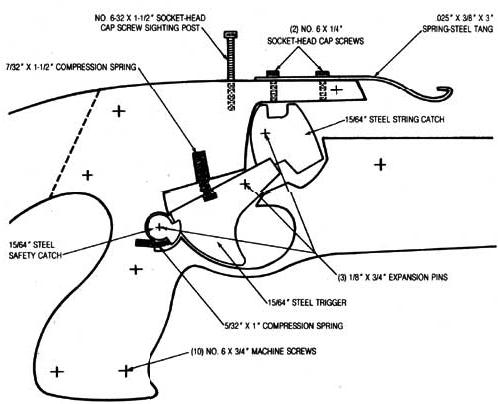 NO. 6-32 X 1-1/2" SOCKET-HEAD
CAP SCREW SIGHTING POST
(2) NO. 6 X 1/4"
SOCKET-HEAD CAP SCREWS
.025" X 3/8" X 3"
SPRING-STEEL TANG
7/32" X 1-1/2" COMPRESSION SPRING
15/64" STEEL STRING CATCH
15/64" STEEL
SAFETY CATCH
(3) 1/8" X 3/4" EXPANSION PINS
15/64" STEEL TRIGGER
5/32" X 1" COMPRESSION SPRING
(10) NO. 6 X 3/4" MACHINE SCREWS